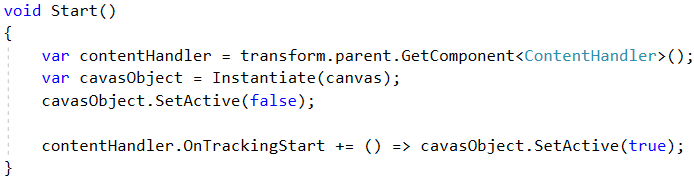 void Start()
{
    var contentHandler = transform.parent.GetComponent<ContentHandler>();
    var cavasObject = Instantiate(canvas);
    cavasObject.SetActive(false);

    contentHandler.OnTrackingStart += () => cavasObject.SetActive(true);
}